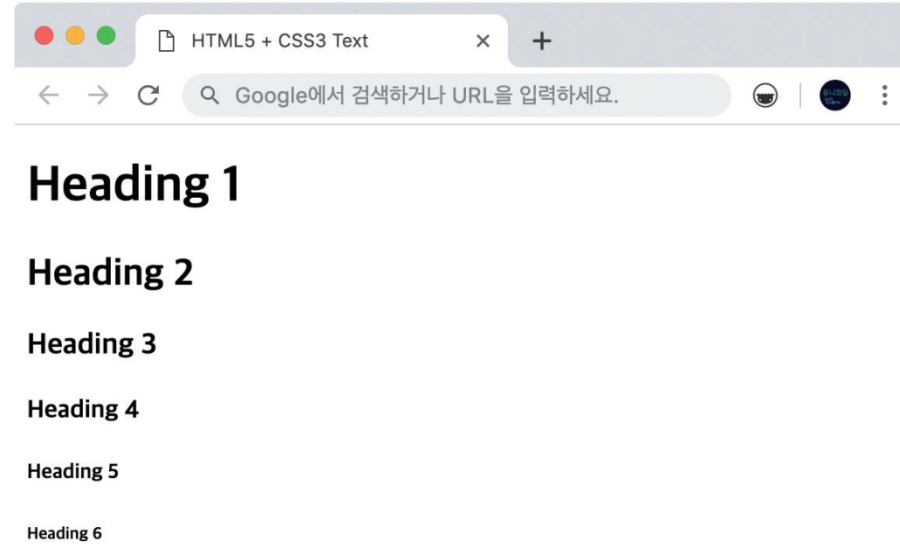 HTML5 + CSS3 Text
Google에서 검색하거나 URL을 입력하세요.
Heading 1
Heading 2
Heading 3
Heading 4
Heading 5
Heading 6